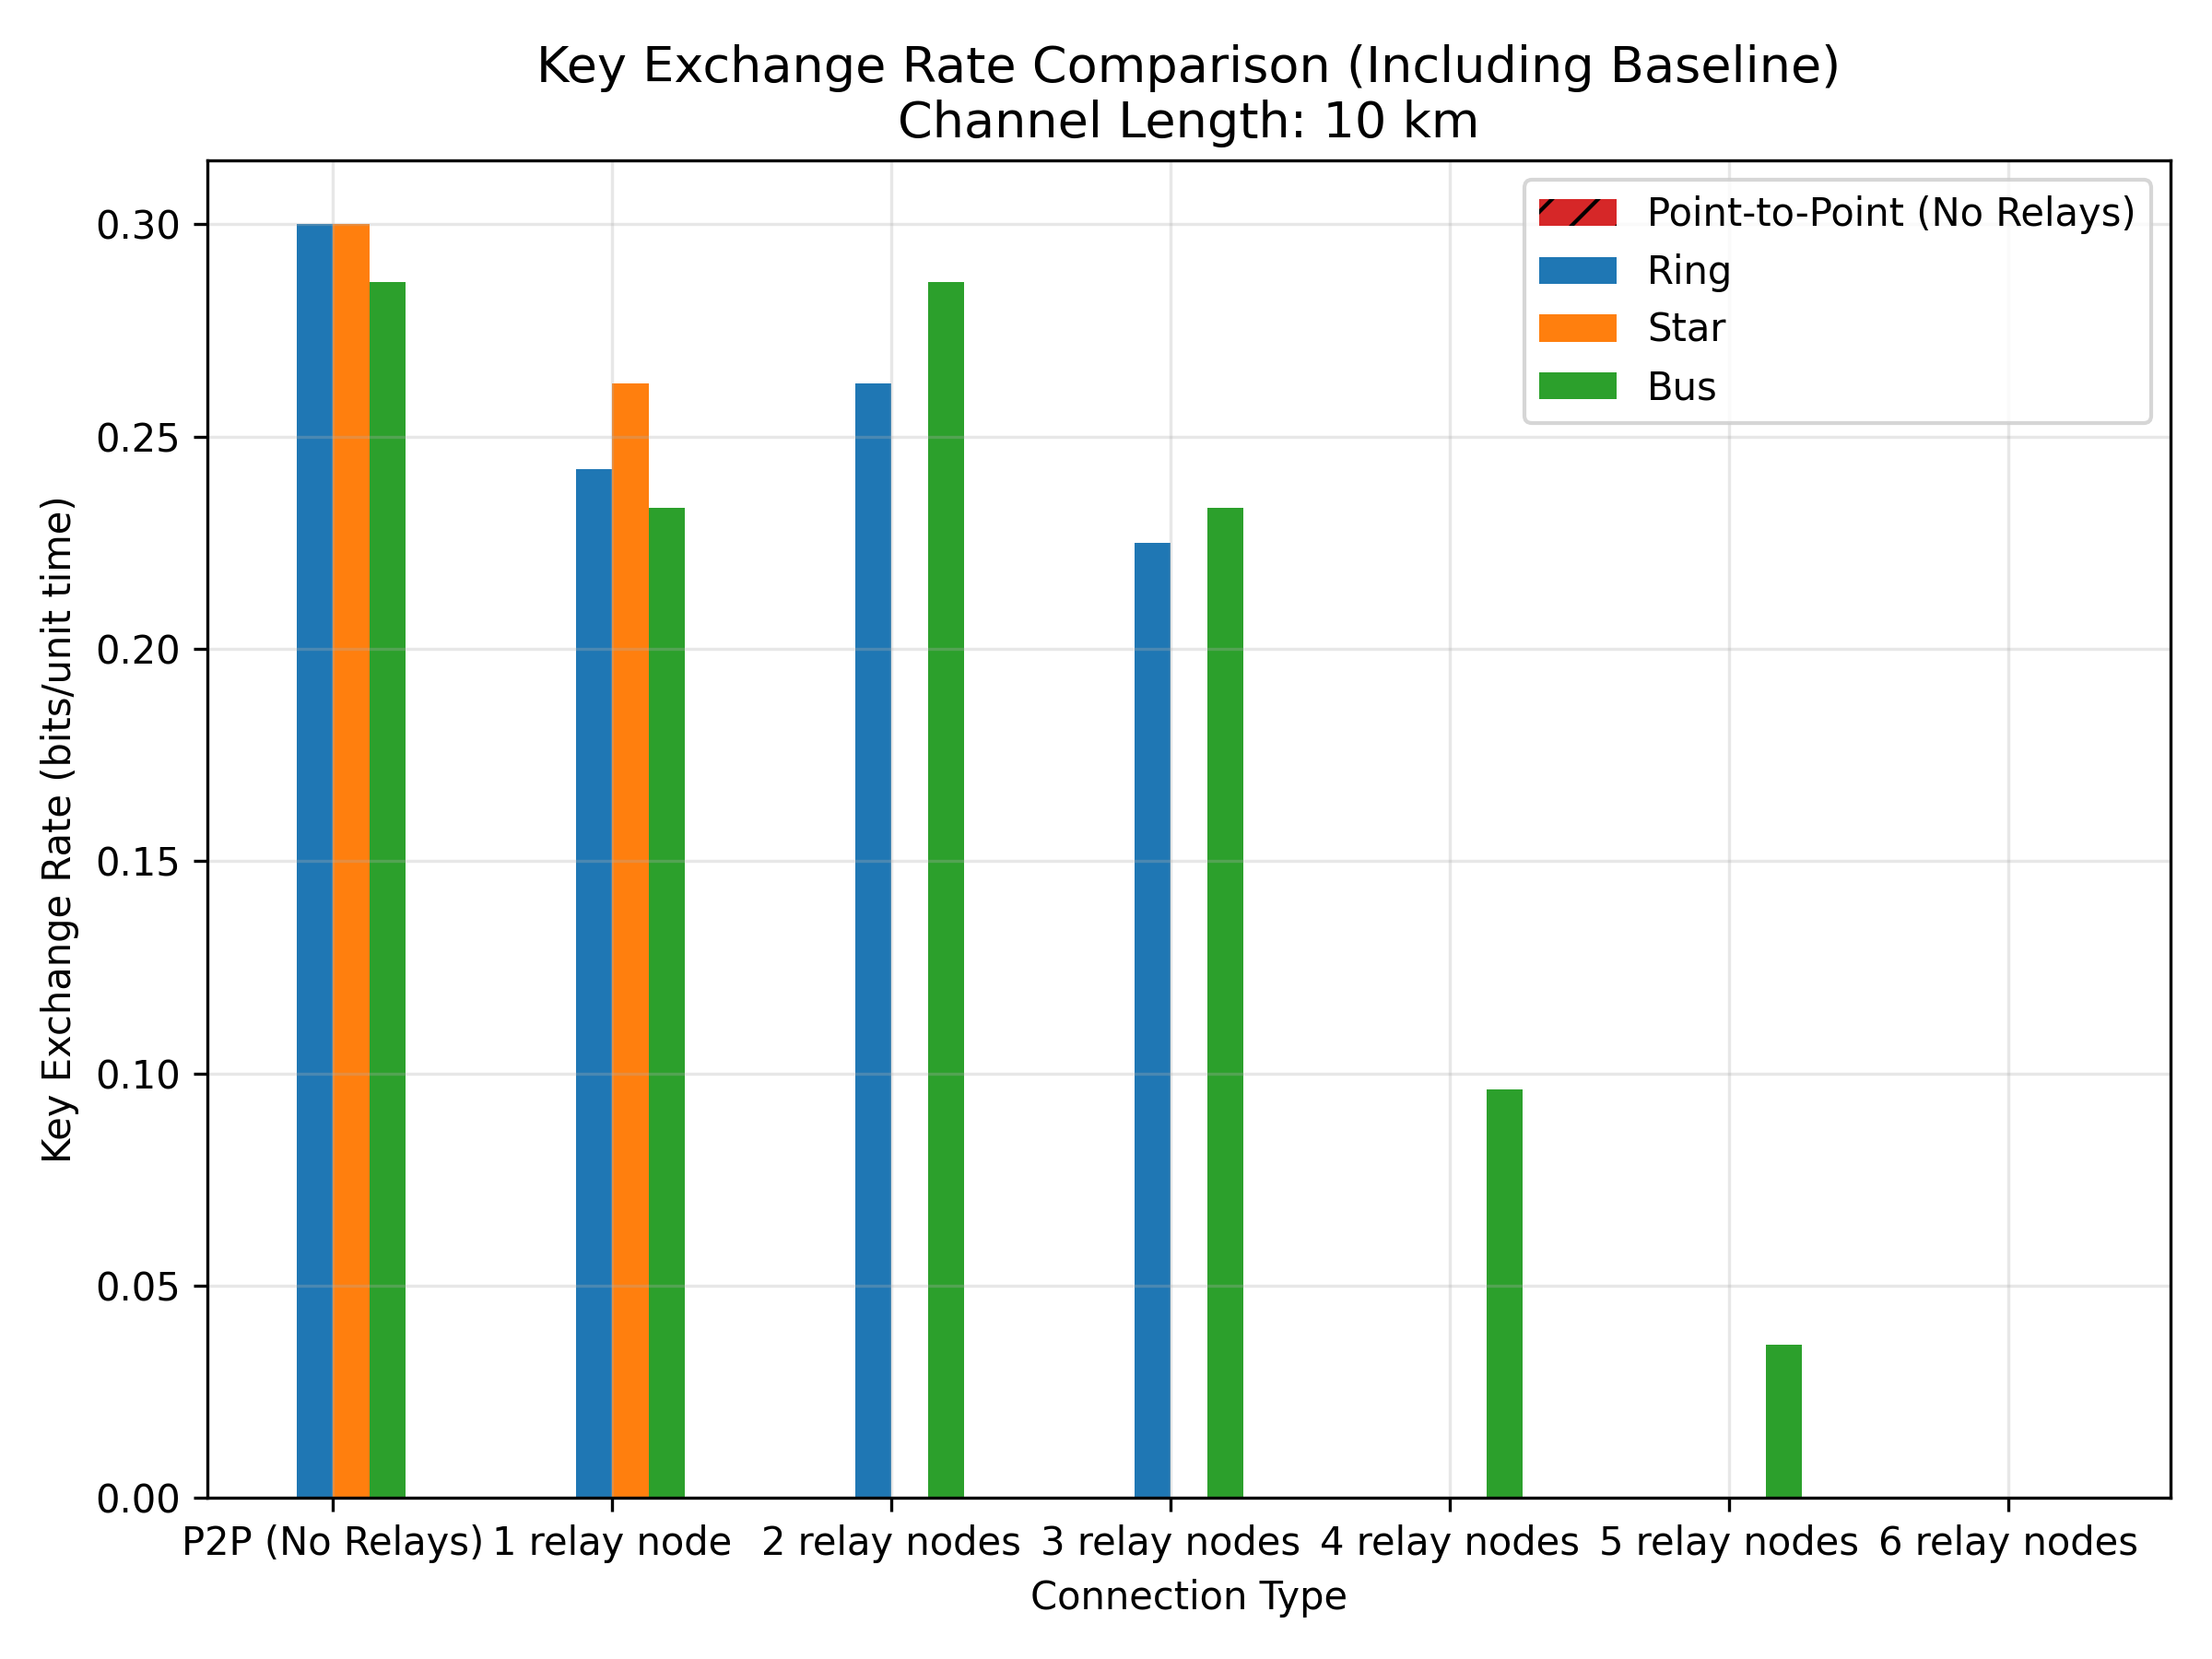 Key Exchange Rate Comparison (Including Baseline)
Channel Length: 10 km
Point-to-Point (No Relays)
Ring
Star
Bus
Key Exchange Rate (bits/unit time)
0.30
0.25
0.20
0.15
0.10
0.05
0.00
P2P (No Relays) 1 relay node 2 relay nodes 3 relay nodes 4 relay nodes 5 relay nodes 6 relay nodes
Connection Type